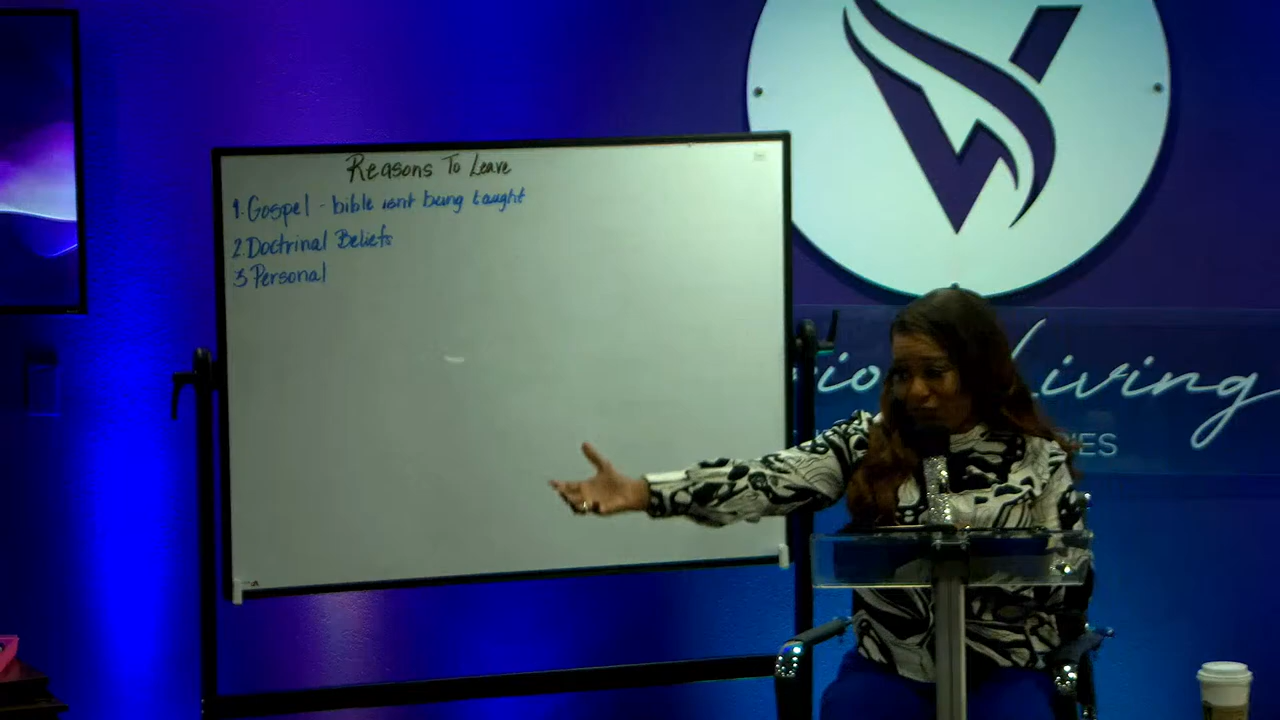 Reasons To Leave
1. Gospel - bible isnt being taught
2. Doctrinal Beliefs
3 Personal
Living